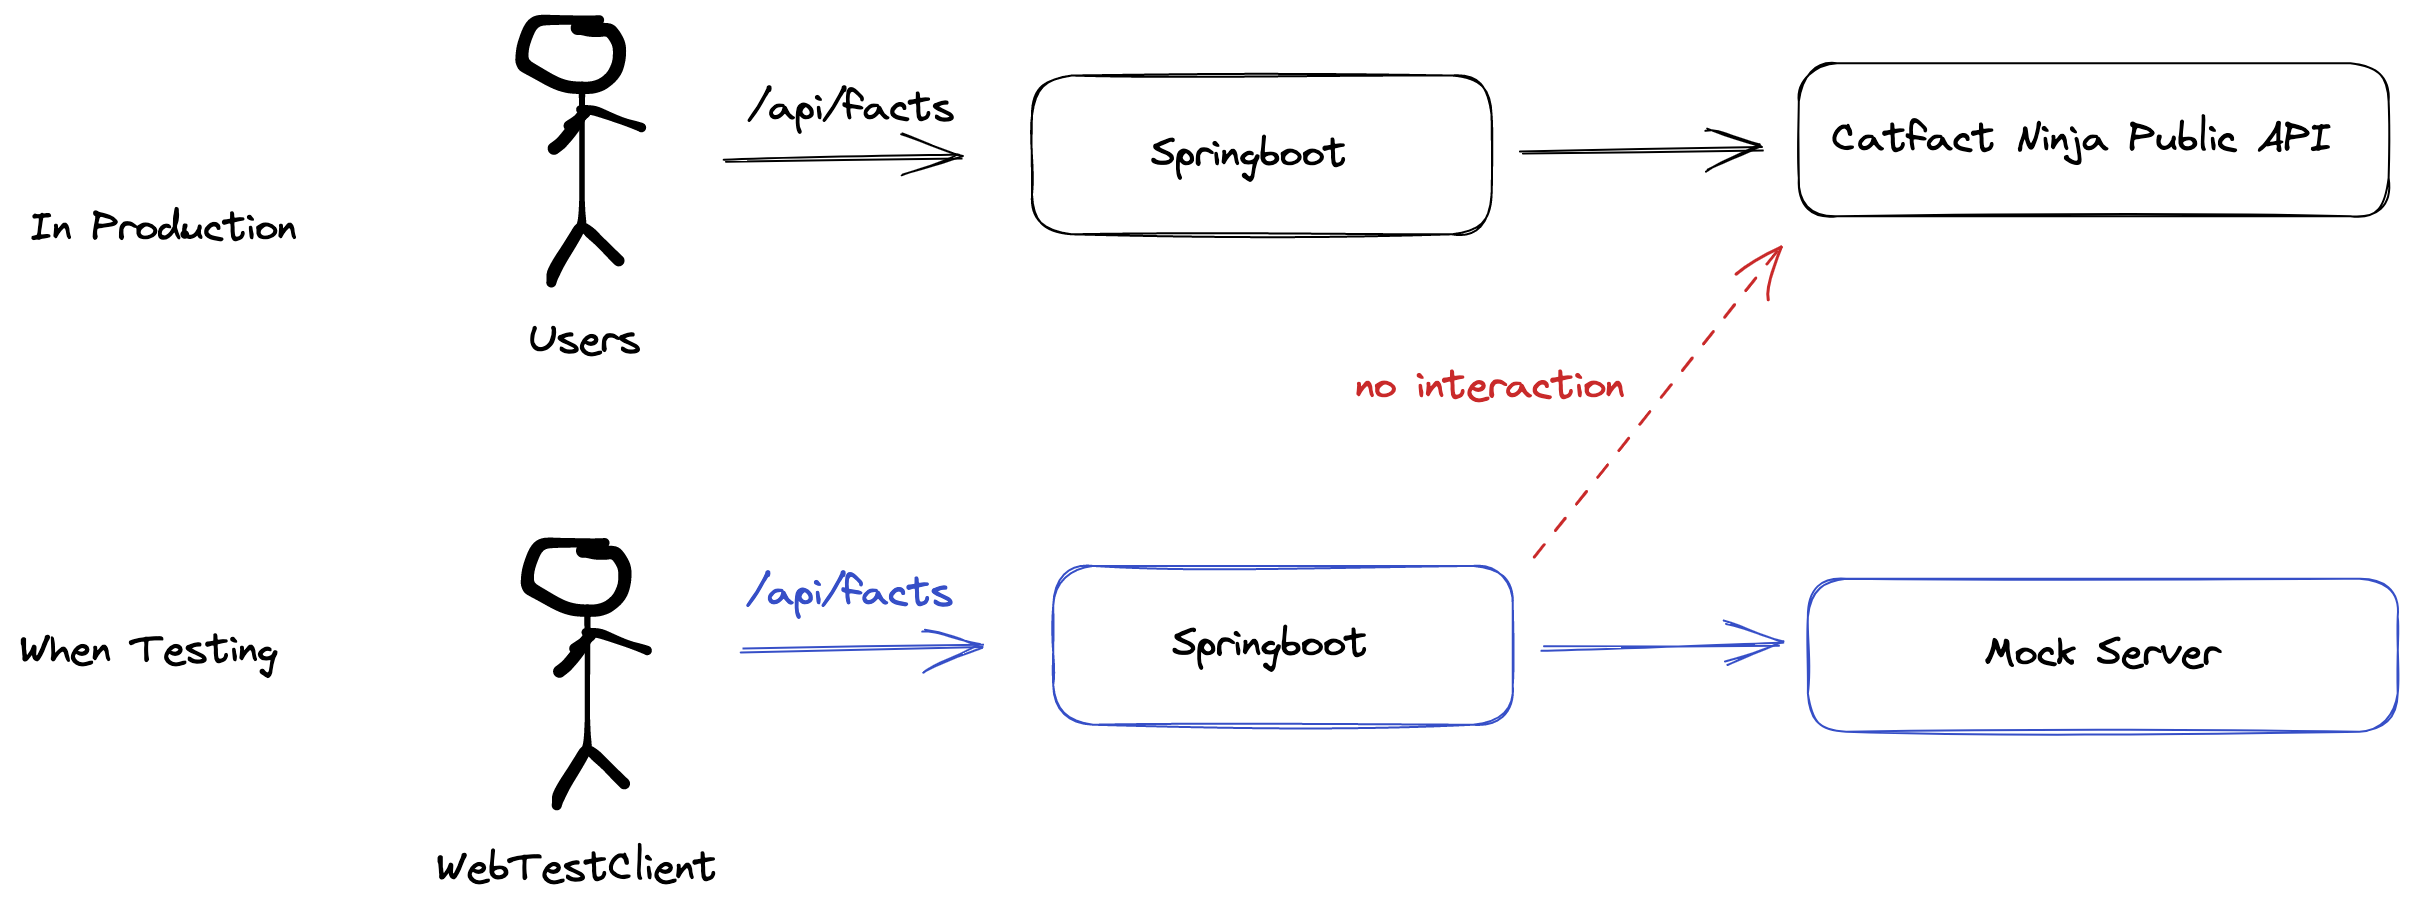 /api/facts
Springboot
Catfact Ninja Public API
In Production
Users
no interaction
/api/facts
Springboot
Mock Server
When Testing
WebTestClient